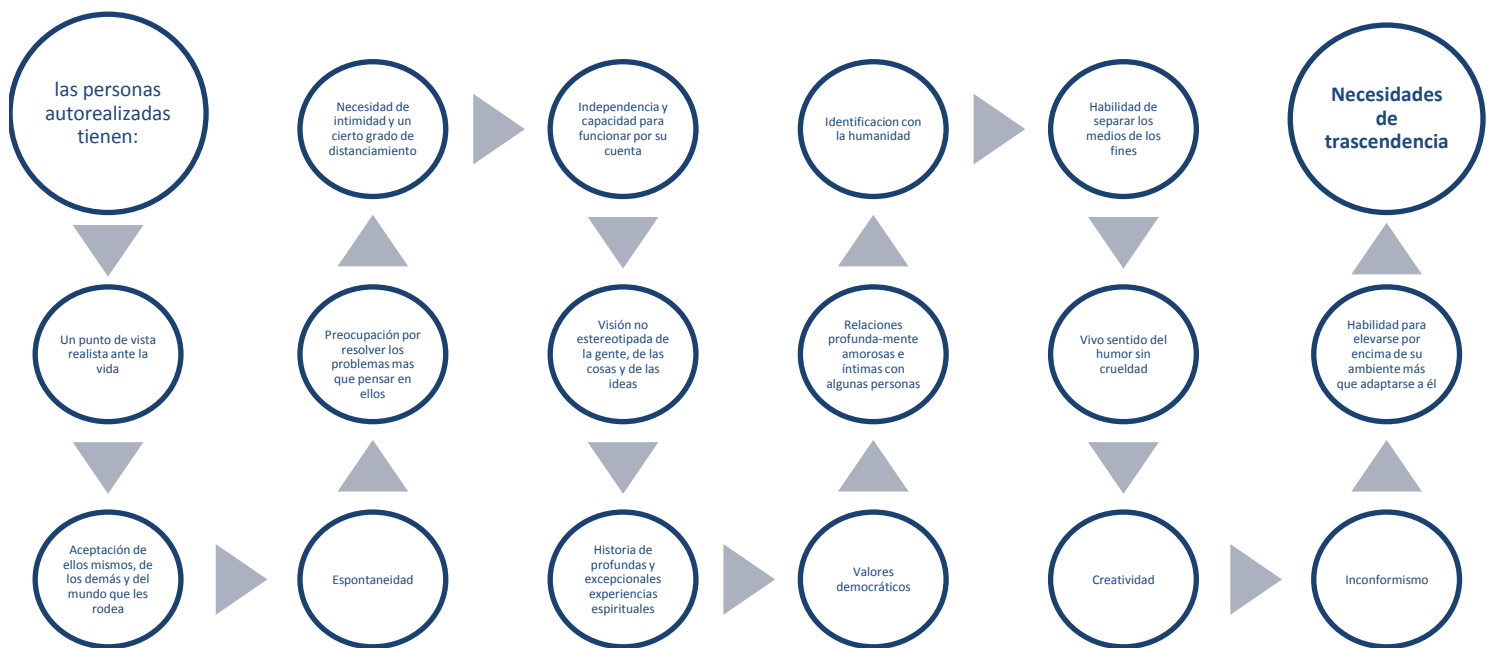 las personas
autorealizadas
tienen:
Un punto de vista
realista ante la
vida
Aceptación de
ellos mismos, de
los demás y del
mundo que les
rodea
Espontaneidad
Preocupación por
resolver los
problemas mas
que pensar en
ellos
Necesidad de
intimidad y un
cierto grado de
distanciamiento
Independencia y
capacidad para
funcionar por su
cuenta
Visión no
estereotipada de
la gente, de las
cosas y de las
ideas
Historia de
profundas y
excepcionales
experiencias
espirituales
Valores
democráticos
Relaciones
profunda-mente
amorosas e
íntimas con
algunas personas
Identificacion con
la humanidad
Habilidad de
separar los
medios de los
fines
Vivo sentido del
humor sin
crueldad
Creatividad
Inconformismo
Habilidad para
elevarse por
encima de su
ambiente más
que adaptarse a él
Necesidades
de
trascendencia